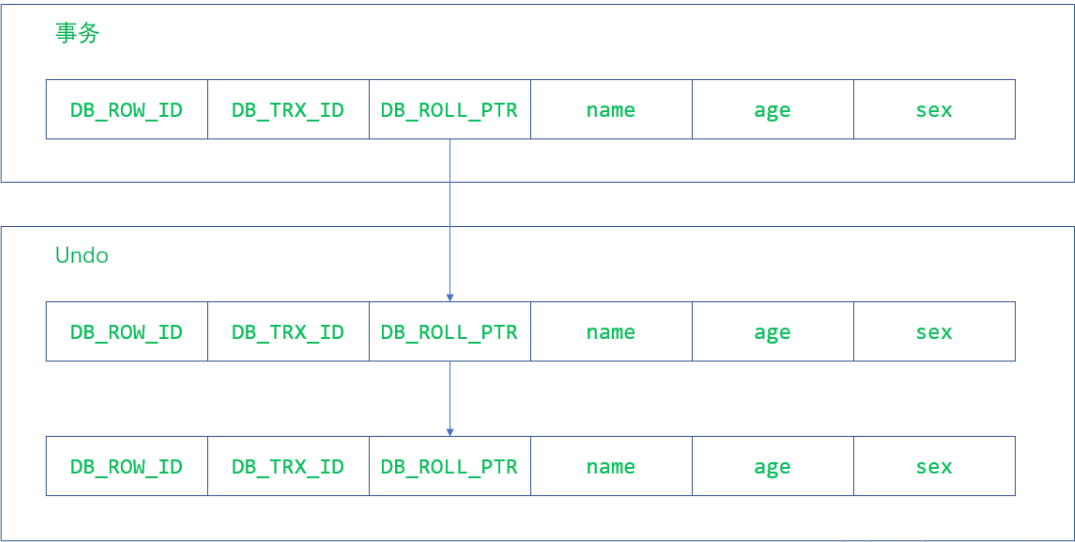 事务
DB_ROW_ID DB_TRX_ID DB_ROLL_PTR name age sex
Undo
DB_ROW_ID DB_TRX_ID DB_ROLL_PTR name age sex
DB_ROW_ID DB_TRX_ID DB_ROLL_PTR name age sex